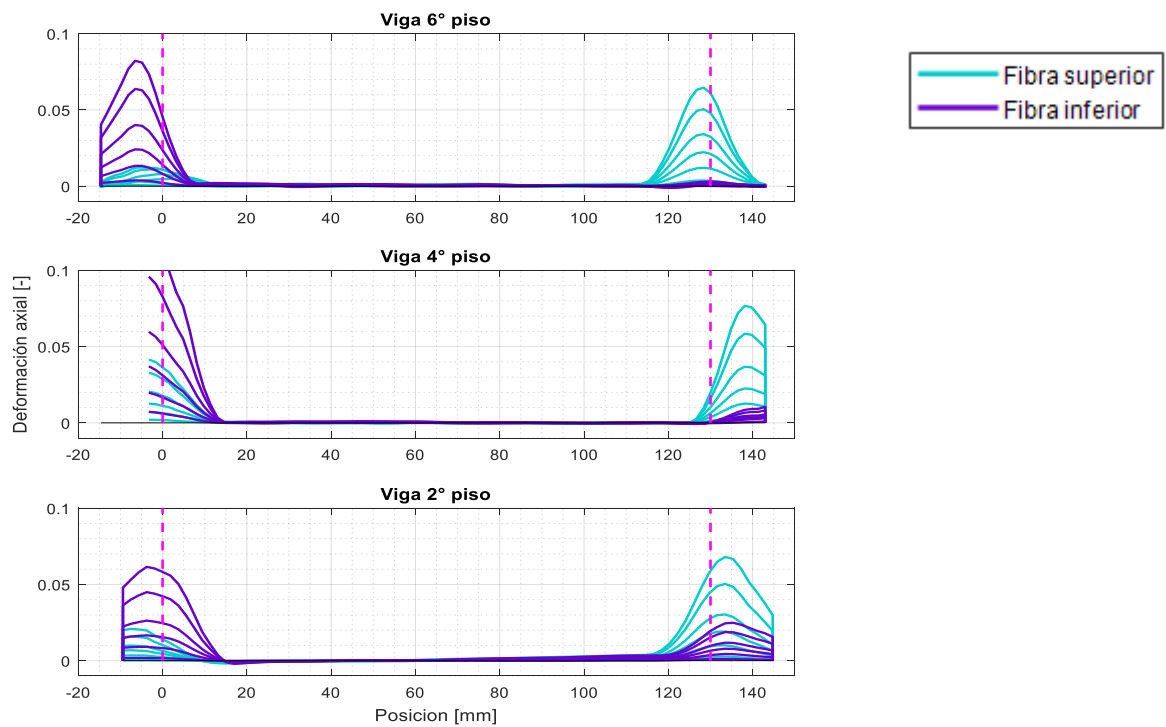 Viga 6° piso
0.1
0.05
0
-20 0 20 40 60 80 100 120 140
Fibra superior
Fibra inferior
Viga 4° piso
0.1
0.05
0
-20 0 20 40 60 80 100 120 140
Deformación axial [-]
Viga 2° piso
0.1
0.05
0
-20 0 20 40 60 80 100 120 140
Posicion [mm]